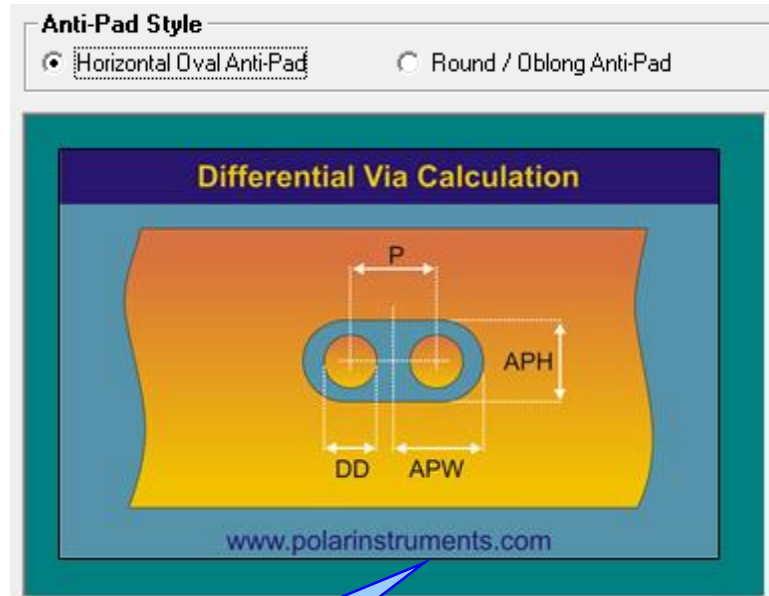 Anti-Pad Style
Horizontal Oval Anti-Pad Round / Oblong Anti-Pad
Differential Via Calculation
P
APH
DD APW
www.polarinstruments.com